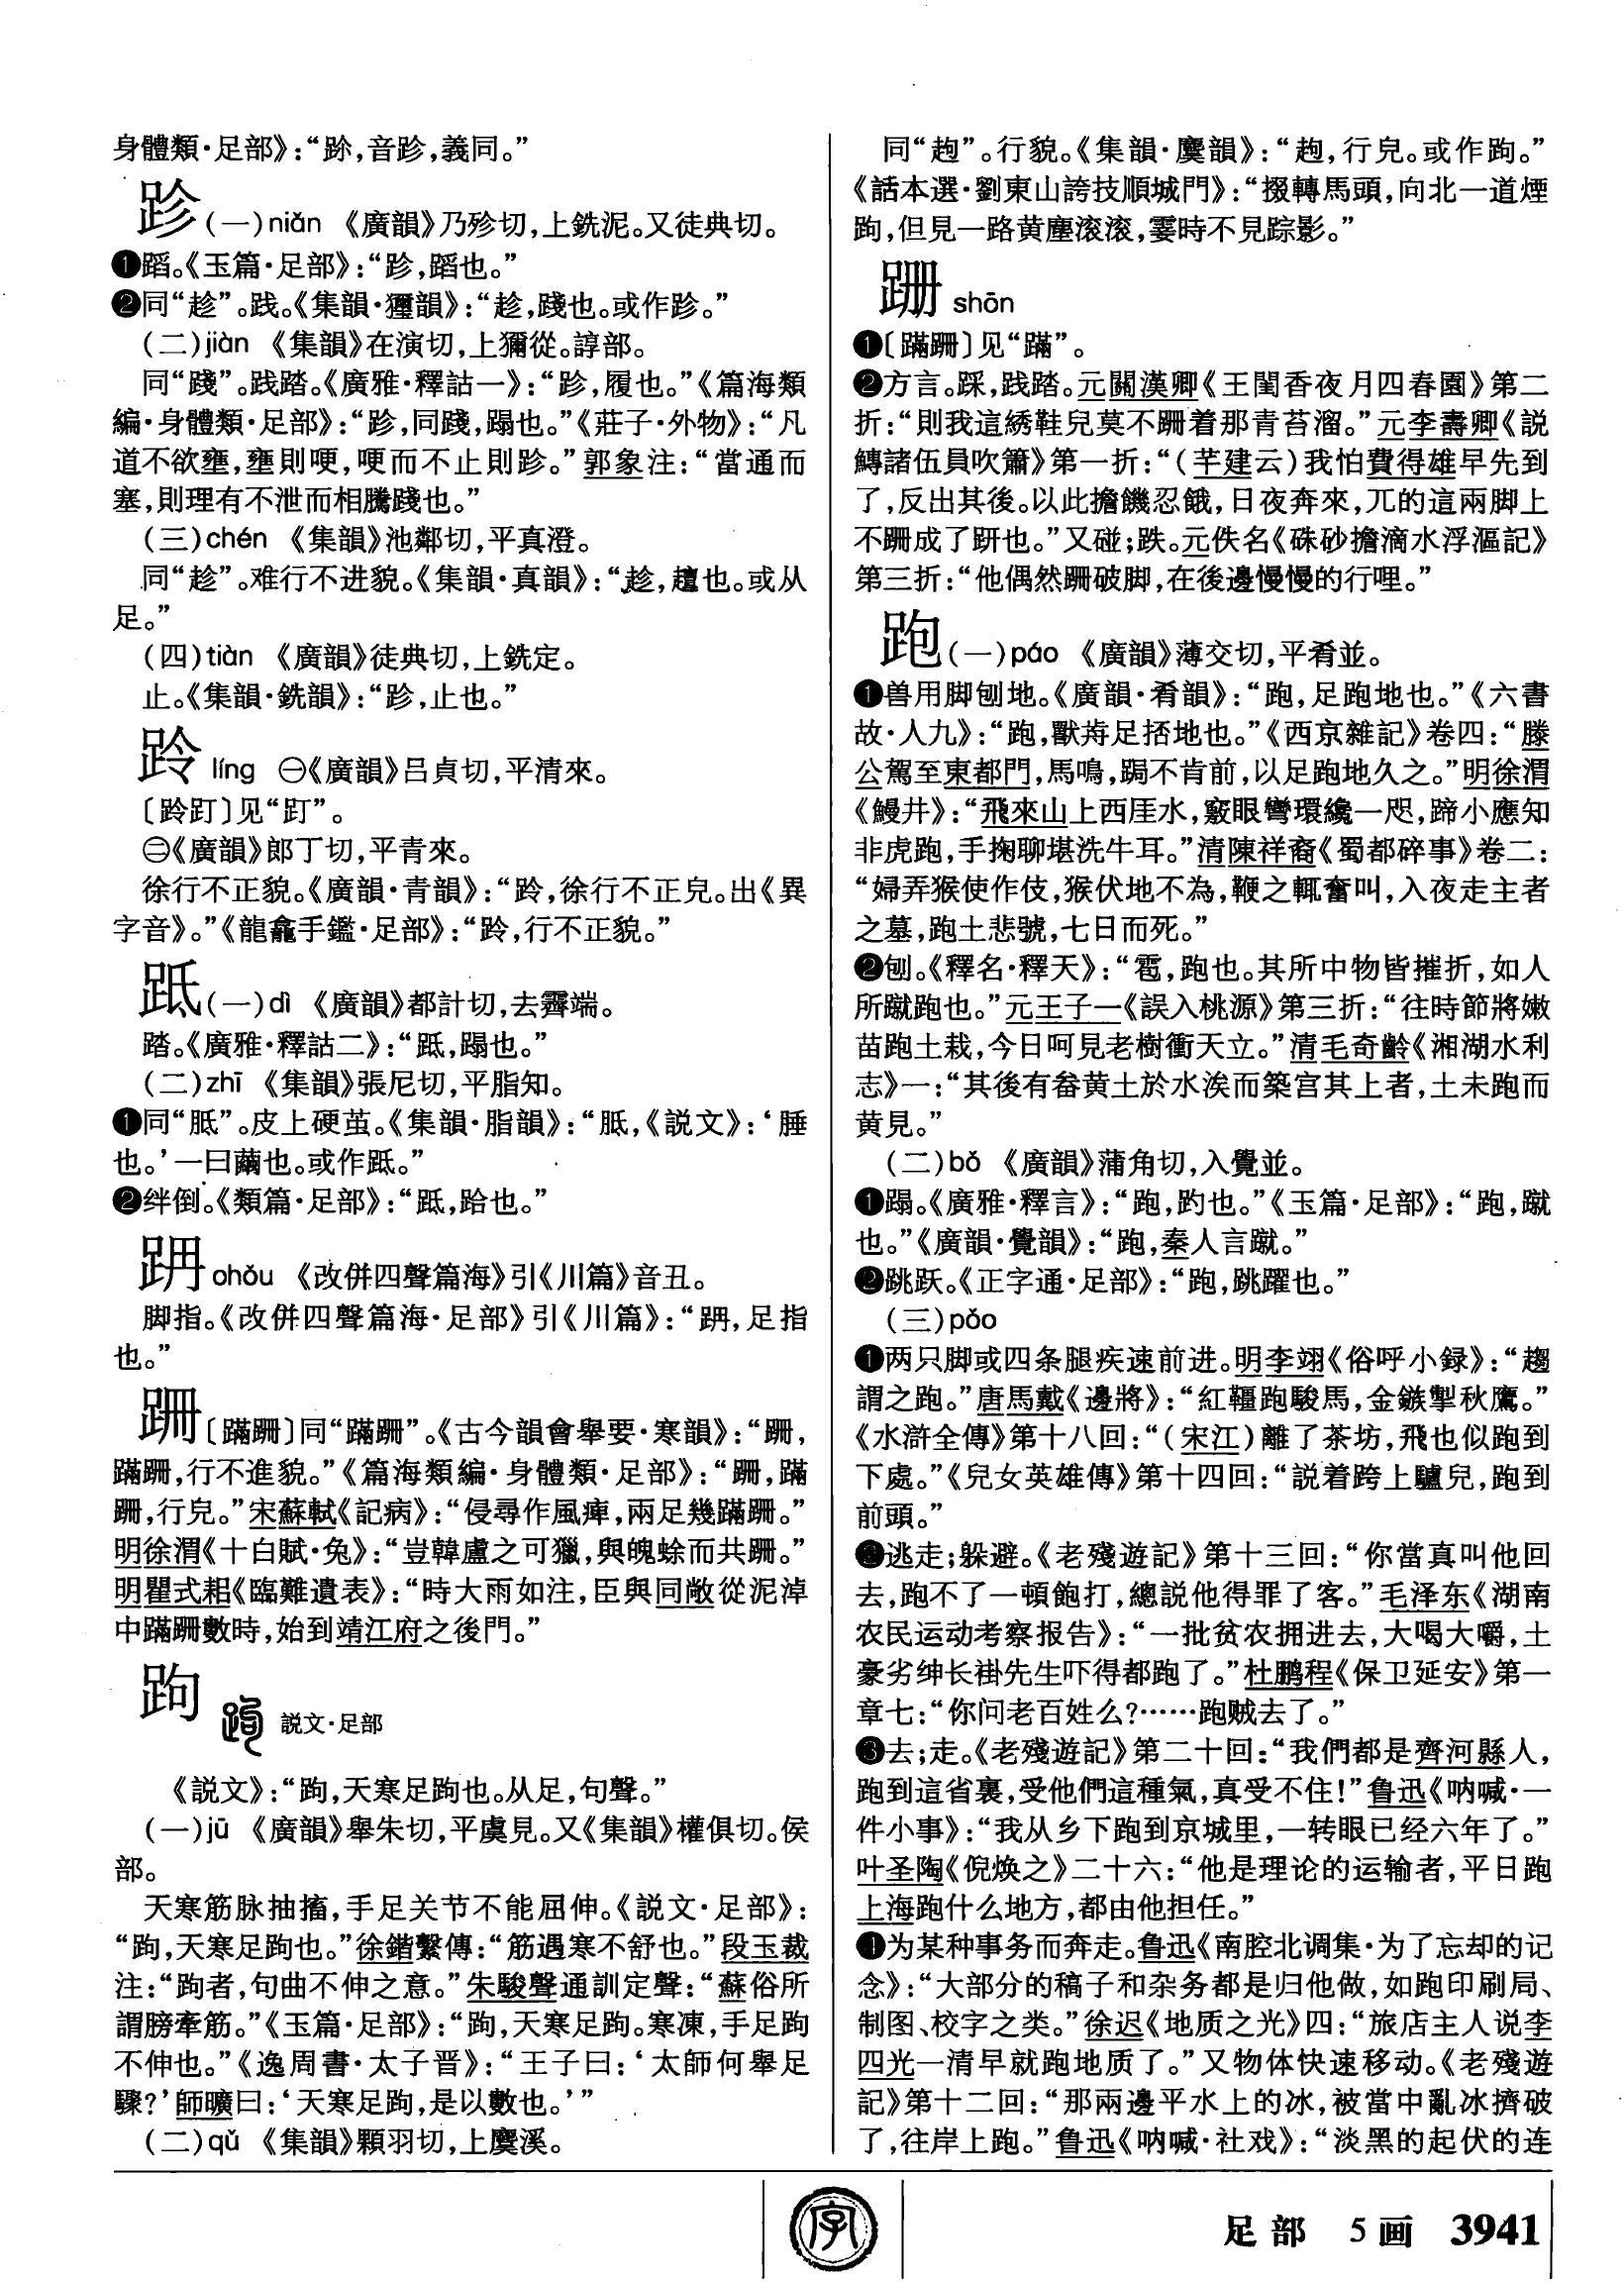 身體類·足部》：“跡，音跈，義同。”
跈(一)niǎn 《廣韻》乃殄切，上銑泥。又徒典切。
❶蹈。《玉篇·足部》：“跈，蹈也。”
❷同“趁”。践。《集韻·獮韻》：“趁，踐也。或作跈。”
(二)jiàn 《集韻》在演切，上獮從。諄部。
同“踐”。践踏。《廣雅·釋詁一》：“跈，履也。”《篇海類
編·身體類·足部》：“跈，同踐，蹋也。”《莊子·外物》：“凡
道不欲壅，壅則哽，哽而不止則跈。”郭象注：“當通而
塞，則理有不泄而相騰踐也。”
(三)chén 《集韻》池鄰切，平真澄。
同“趁”。难行不进貌。《集韻·真韻》：“趁，趲也。或从
足。”
(四)tiàn 《廣韻》徒典切，上銑定。
止。《集韻·銑韻》：“跈，止也。”
跉 líng ㊀《廣韻》吕貞切，平清來。
〔跉䟓〕见“䟓”。
㊁《廣韻》郎丁切，平青來。
徐行不正貌。《廣韻·青韻》：“跉，徐行不正皃。出《異
字音》。”《龍龕手鑑·足部》：“跉，行不正貌。”
䟡(一)dì 《廣韻》都計切，去霽端。
踏。《廣雅·釋詁二》：“䟡，蹋也。”
(二)zhī 《集韻》張尼切，平脂知。
❶同“胝”。皮上硬茧。《集韻·脂韻》：“胝，《説文》：‘腄
也。’一曰繭也。或作䟡。”
❷绊倒。《類篇·足部》：“䟡，跲也。”
chǒu 《改併四聲篇海》引《川篇》音丑。
脚指。《改併四聲篇海·足部》引《川篇》：“，足指
也。”
跚〔蹣跚〕同“蹣跚”。《古今韻會舉要·寒韻》：“跚，
蹣跚，行不進貌。”《篇海類編·身體類·足部》：“跚，蹣
跚，行皃。”宋蘇軾《記病》：“侵尋作風痺，兩足幾蹣跚。”
明徐渭《十白賦·兔》：“豈韓盧之可獵，與魄蜍而共跚。”
明瞿式耜《臨難遺表》：“時大雨如注，臣與同敞從泥淖
中蹣跚數時，始到靖江府之後門。”
跔 説文·足部
《説文》：“跔，天寒足跔也。从足，句聲。”
(一)jū 《廣韻》舉朱切，平虞見。又《集韻》權俱切。侯
部。
天寒筋脉抽搐，手足关节不能屈伸。《説文·足部》：
“跔，天寒足跔也。”徐鍇繫傳：“筋遇寒不舒也。”段玉裁
注：“跔者，句曲不伸之意。”朱駿聲通訓定聲：“蘇俗所
謂膀牽筋。”《玉篇·足部》：“跔，天寒足跔。寒凍，手足跔
不伸也。”《逸周書·太子晋》：“王子曰：‘太師何舉足
驟？’師曠曰：‘天寒足跔，是以數也。’”
(二)qǔ 《集韻》顆羽切，上麌溪。
同“䞤”。行貌。《集韻·麌韻》：“䞤，行皃。或作跔。”
《話本選·劉東山誇技順城門》：“掇轉馬頭，向北一道煙
跔，但見一路黄塵滚滚，霎時不見踪影。”
跚 shān
❶〔蹣跚〕见“蹣”。
❷方言。踩，践踏。元關漢卿《王閏香夜月四春園》第二
折：“則我這綉鞋兒莫不跚着那青苔溜。”元李壽卿《説
鱄諸伍員吹簫》第一折：“(芊建云)我怕費得雄早先到
了，反出其後。以此擔饑忍餓，日夜奔來，兀的這兩脚上
不跚成了趼也。”又碰；跌。元佚名《硃砂擔滴水浮漚記》
第三折：“他偶然跚破脚，在後邊慢慢的行哩。”
跑(一)páo 《廣韻》薄交切，平肴並。
❶兽用脚刨地。《廣韻·肴韻》：“跑，足跑地也。”《六書
故·人九》：“跑，獸歬足捂地也。”《西京雜記》卷四：“滕
公駕至東都門，馬鳴，跼不肯前，以足跑地久之。”明徐渭
《鰻井》：“飛來山上西厓水，竅眼彎環纔一咫，蹄小應知
非虎跑，手掬聊堪洗牛耳。”清陳祥裔《蜀都碎事》卷二：
“婦弄猴使作伎，猴伏地不為，鞭之輒奮叫，入夜走主者
之墓，跑土悲號，七日而死。”
❷刨。《釋名·釋天》：“雹，跑也。其所中物皆摧折，如人
所蹴跑也。”元王子一《誤入桃源》第三折：“往時節將嫩
苗跑土栽，今日呵見老樹衝天立。”清毛奇齡《湘湖水利
志》一：“其後有畚黄土於水涘而築宫其上者，土未跑而
黄見。”
(二)bó 《廣韻》蒲角切，入覺並。
❶蹋。《廣雅·釋言》：“跑，趵也。”《玉篇·足部》：“跑，蹴
也。”《廣韻·覺韻》：“跑，秦人言蹴。”
❷跳跃。《正字通·足部》：“跑，跳躍也。”
(三)pǎo
❶两只脚或四条腿疾速前进。明李翊《俗呼小録》：“趨
謂之跑。”唐馬戴《邊將》：“紅韁跑駿馬，金鏃掣秋鷹。”
《水滸全傳》第十八回：“(宋江)離了茶坊，飛也似跑到
下處。”《兒女英雄傳》第十四回：“説着跨上驢兒，跑到
前頭。”
❷逃走；躲避。《老殘遊記》第十三回：“你當真叫他回
去，跑不了一頓飽打，總説他得罪了客。”毛泽东《湖南
农民运动考察报告》：“一批贫农拥进去，大喝大嚼，土
豪劣绅长褂先生吓得都跑了。”杜鹏程《保卫延安》第一
章七：“你问老百姓么？……跑贼去了。”
❸去；走。《老殘遊記》第二十回：“我們都是齊河縣人，
跑到這省裏，受他們這種氣，真受不住！”鲁迅《呐喊·一
件小事》：“我从乡下跑到京城里，一转眼已经六年了。”
叶圣陶《倪焕之》二十六：“他是理论的运输者，平日跑
上海跑什么地方，都由他担任。”
❹为某种事务而奔走。鲁迅《南腔北调集·为了忘却的记
念》：“大部分的稿子和杂务都是归他做，如跑印刷局、
制图、校字之类。”徐迟《地质之光》四：“旅店主人说李
四光一清早就跑地质了。”又物体快速移动。《老殘遊
記》第十二回：“那兩邊平水上的冰，被當中亂冰擠破
了，往岸上跑。”鲁迅《呐喊·社戏》：“淡黑的起伏的连
字
足部 5画 3941